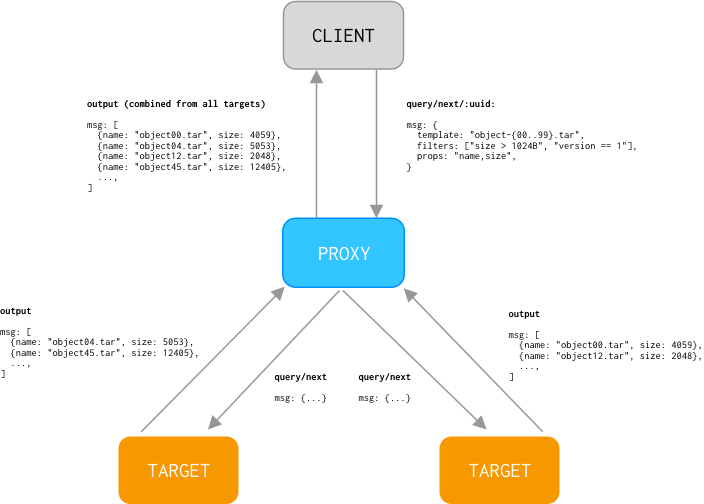 CLIENT
output (combined from all targets)
msg: [
{name: "object00.tar", size: 4059},
{name: "object04.tar", size: 5053},
{name: "object12.tar", size: 2048},
{name: "object45.tar", size: 12405},
...,
]
query/next/:uuid:
msg: {
template: "object-{00..99}.tar",
filters: ["size > 1024B", "version == 1"],
props: "name,size",
}
PROXY
output
msg: [
{name: "object04.tar", size: 5053},
{name: "object45.tar", size: 12405},
...,
]
output
msg: [
{name: "object00.tar", size: 4059},
{name: "object12.tar", size: 2048},
...,
]
query/next
msg: {...}
query/next
msg: {...}
TARGET
TARGET